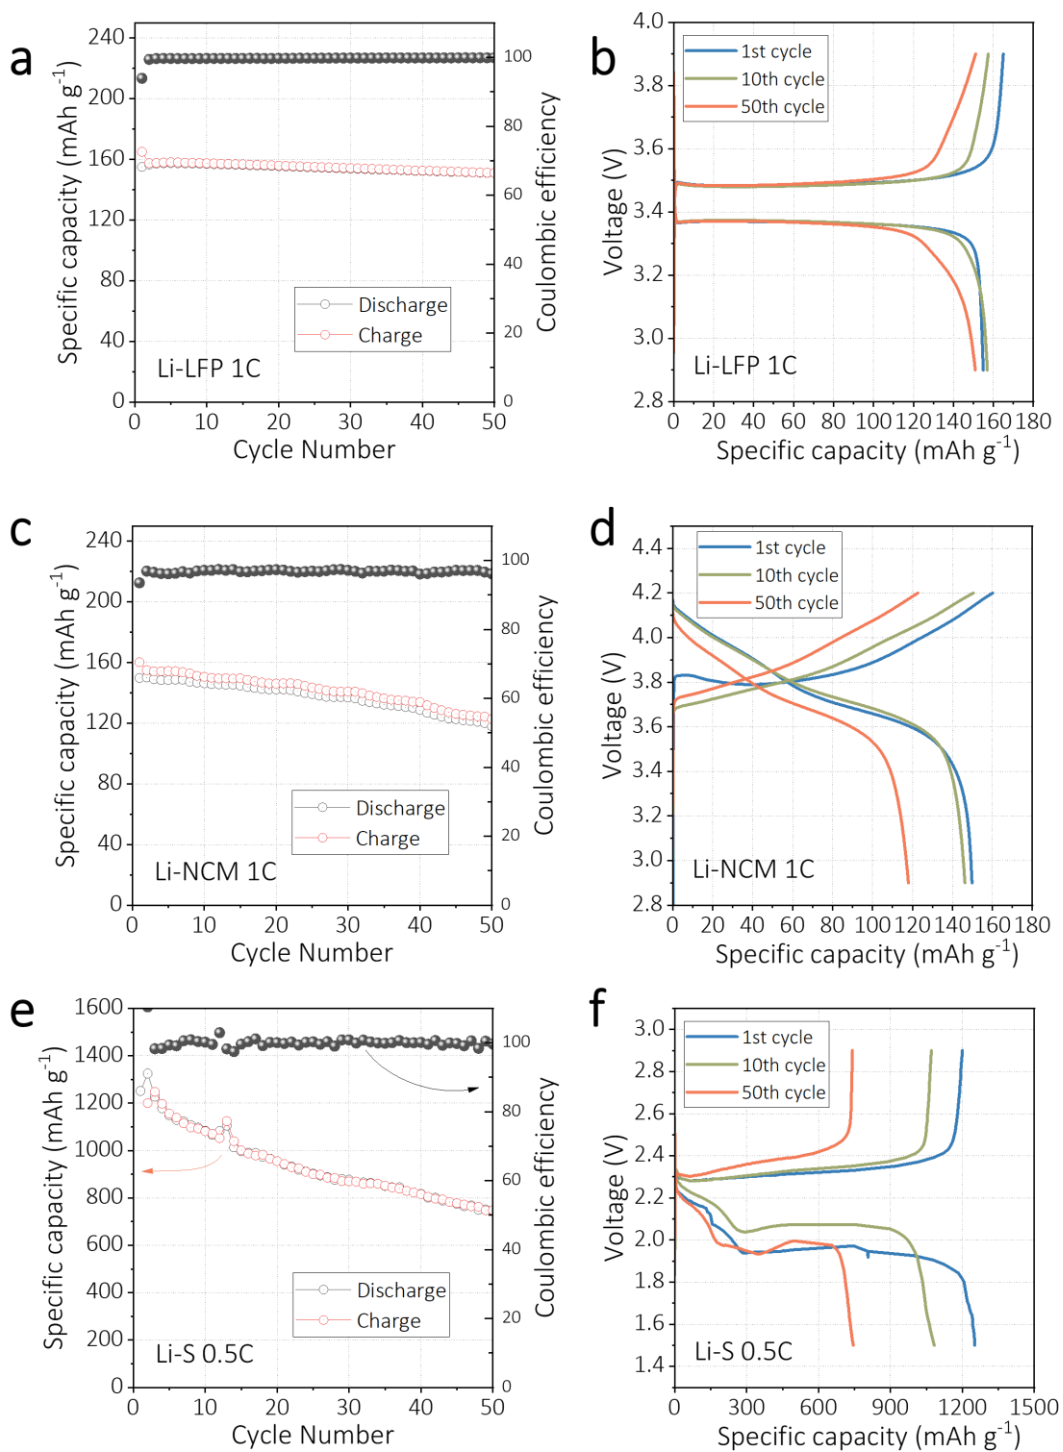 a
240
200
160
120
80
40
0
0 10 20 30 40 50
100
80
60
40
20
0
Specific capacity (mAh g⁻¹)
Coulombic efficiency
Cycle Number
Discharge
Charge
Li-LFP 1C
b
4.0
3.8
3.6
3.4
3.2
3.0
2.8
0 20 40 60 80 100 120 140 160 180
Voltage (V)
Specific capacity (mAh g⁻¹)
1st cycle
10th cycle
50th cycle
Li-LFP 1C
c
240
200
160
120
80
40
0
0 10 20 30 40 50
100
80
60
40
20
0
Specific capacity (mAh g⁻¹)
Coulombic efficiency
Cycle Number
Discharge
Charge
Li-NCM 1C
d
4.4
4.2
4.0
3.8
3.6
3.4
3.2
3.0
2.8
0 20 40 60 80 100 120 140 160 180
Voltage (V)
Specific capacity (mAh g⁻¹)
1st cycle
10th cycle
50th cycle
Li-NCM 1C
e
1600
1400
1200
1000
800
600
400
200
0
0 10 20 30 40 50
100
80
60
40
20
0
Specific capacity (mAh g⁻¹)
Coulombic efficiency
Cycle Number
Discharge
Charge
Li-S 0.5C
f
3.0
2.8
2.6
2.4
2.2
2.0
1.8
1.6
1.4
0 300 600 900 1200 1500
Voltage (V)
Specific capacity (mAh g⁻¹)
1st cycle
10th cycle
50th cycle
Li-S 0.5C